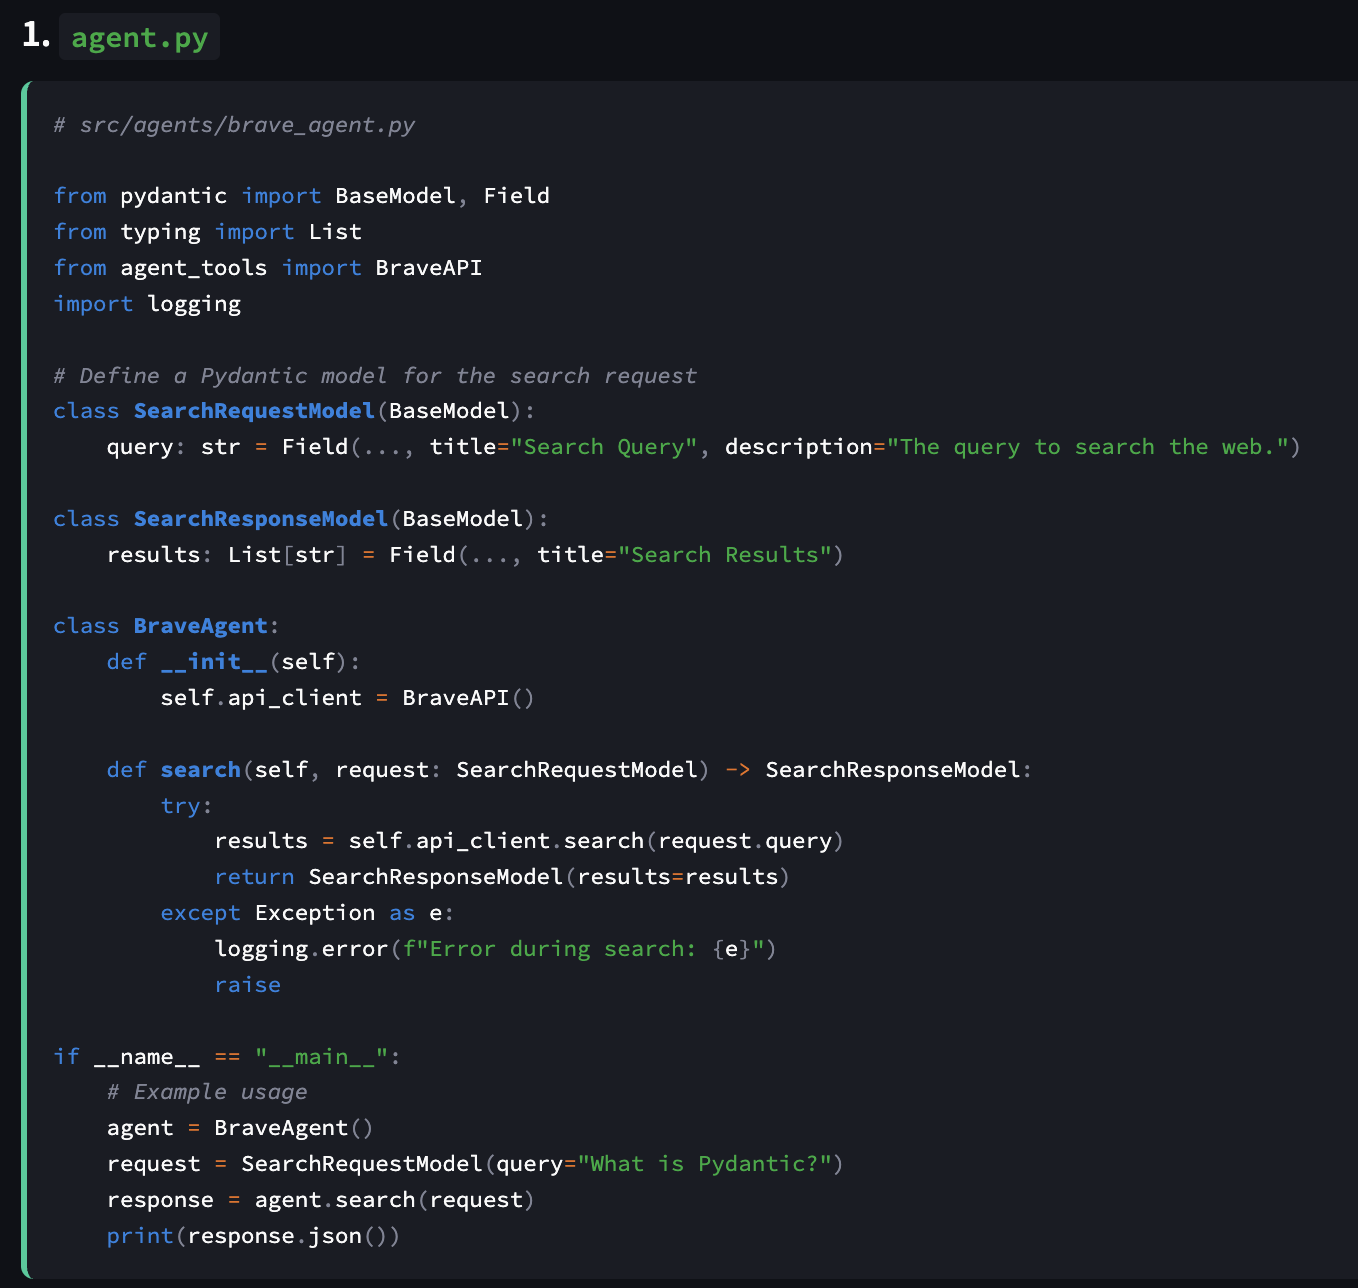 1. agent.py
# src/agents/brave_agent.py
from pydantic import BaseModel, Field
from typing import List
from agent_tools import BraveAPI
import logging
# Define a Pydantic model for the search request
class SearchRequestModel(BaseModel):
    query: str = Field(..., title="Search Query", description="The query to search the web.")
class SearchResponseModel(BaseModel):
    results: List[str] = Field(..., title="Search Results")
class BraveAgent:
    def __init__(self):
        self.api_client = BraveAPI()
    def search(self, request: SearchRequestModel) -> SearchResponseModel:
        try:
            results = self.api_client.search(request.query)
            return SearchResponseModel(results=results)
        except Exception as e:
            logging.error(f"Error during search: {e}")
            raise
if __name__ == "__main__":
    # Example usage
    agent = BraveAgent()
    request = SearchRequestModel(query="What is Pydantic?")
    response = agent.search(request)
    print(response.json())